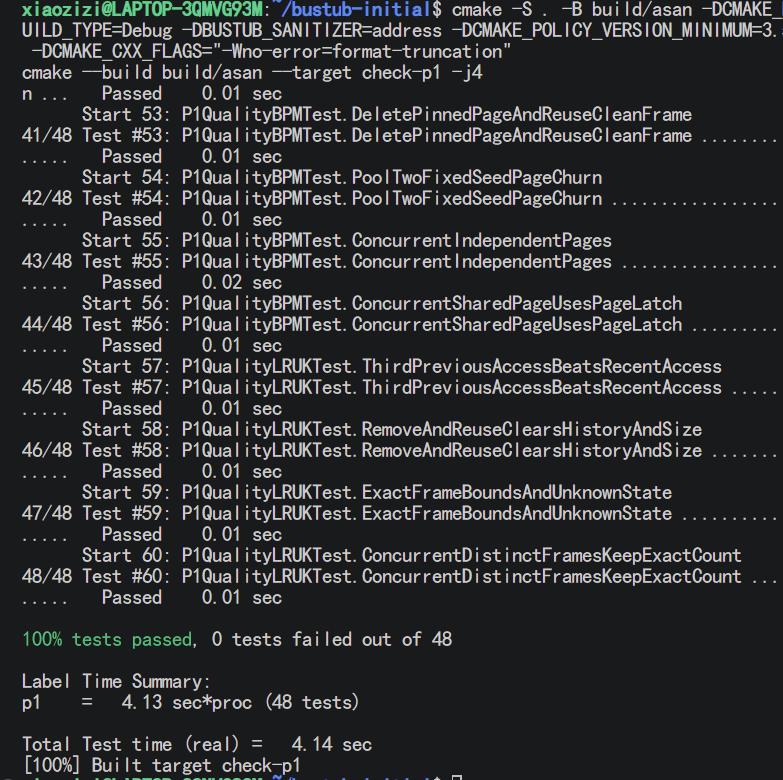 xiaozizi@LAPTOP-3QMVG93M:~/bustub-initial$ cmake -S . -B build/asan -DCMAKE_
UILD_TYPE=Debug -DBUSTUB_SANITIZER=address -DCMAKE_POLICY_VERSION_MINIMUM=3.
-DCMAKE_CXX_FLAGS="-Wno-error=format-truncation"
cmake --build build/asan --target check-p1 -j4
n ...   Passed    0.01 sec
      Start 53: P1QualityBPMTest.DeletePinnedPageAndReuseCleanFrame
41/48 Test #53: P1QualityBPMTest.DeletePinnedPageAndReuseCleanFrame ........
.....   Passed    0.01 sec
      Start 54: P1QualityBPMTest.PoolTwoFixedSeedPageChurn
42/48 Test #54: P1QualityBPMTest.PoolTwoFixedSeedPageChurn .................
.....   Passed    0.01 sec
      Start 55: P1QualityBPMTest.ConcurrentIndependentPages
43/48 Test #55: P1QualityBPMTest.ConcurrentIndependentPages ................
.....   Passed    0.02 sec
      Start 56: P1QualityBPMTest.ConcurrentSharedPageUsesPageLatch
44/48 Test #56: P1QualityBPMTest.ConcurrentSharedPageUsesPageLatch .........
.....   Passed    0.01 sec
      Start 57: P1QualityLRUKTest.ThirdPreviousAccessBeatsRecentAccess
45/48 Test #57: P1QualityLRUKTest.ThirdPreviousAccessBeatsRecentAccess .....
.....   Passed    0.01 sec
      Start 58: P1QualityLRUKTest.RemoveAndReuseClearsHistoryAndSize
46/48 Test #58: P1QualityLRUKTest.RemoveAndReuseClearsHistoryAndSize .......
.....   Passed    0.01 sec
      Start 59: P1QualityLRUKTest.ExactFrameBoundsAndUnknownState
47/48 Test #59: P1QualityLRUKTest.ExactFrameBoundsAndUnknownState ..........
.....   Passed    0.01 sec
      Start 60: P1QualityLRUKTest.ConcurrentDistinctFramesKeepExactCount
48/48 Test #60: P1QualityLRUKTest.ConcurrentDistinctFramesKeepExactCount ...
.....   Passed    0.01 sec

100% tests passed, 0 tests failed out of 48

Label Time Summary:
p1    =   4.13 sec*proc (48 tests)

Total Test time (real) =   4.14 sec
[100%] Built target check-p1